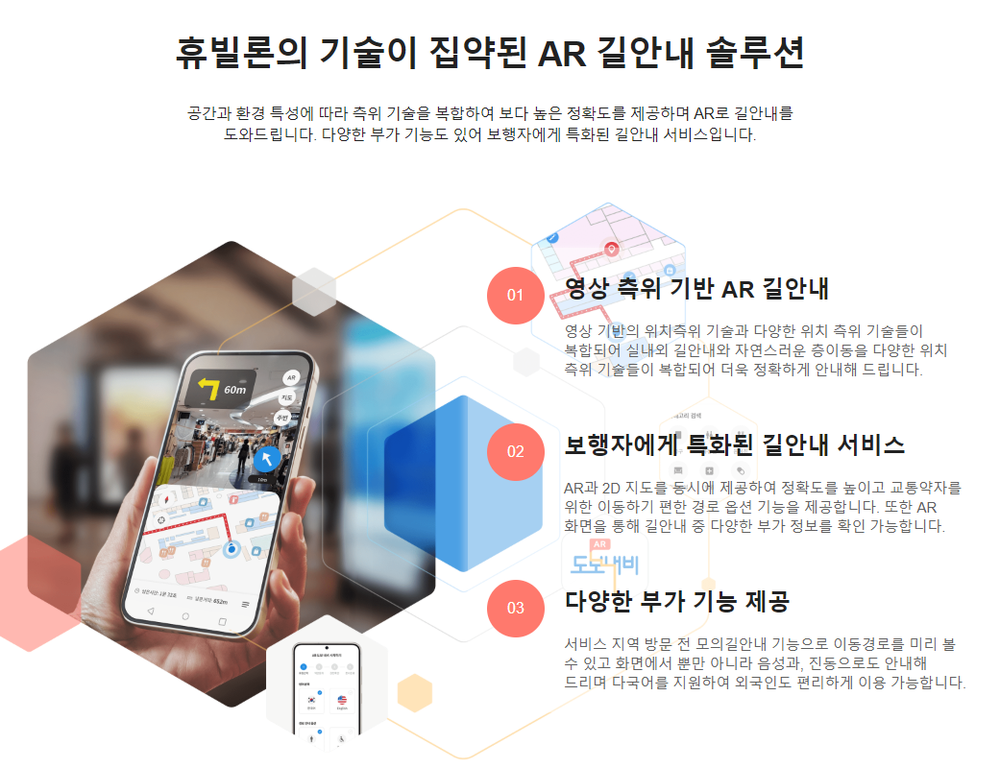 휴빌론의 기술이 집약된 AR 길안내 솔루션
공간과 환경 특성에 따라 측위 기술을 복합하여 보다 높은 정확도를 제공하며 AR로 길안내를
도와드립니다. 다양한 부가 기능도 있어 보행자에게 특화된 길안내 서비스입니다.
01
영상 측위 기반 AR 길안내
영상 기반의 위치측위 기술과 다양한 위치 측위 기술들이
복합되어 실내외 길안내와 자연스러운 층이동을 다양한 위치
측위 기술들이 복합되어 더욱 정확하게 안내해 드립니다.
60m
AR
지도
주변
10m
남은시간: 1분 31초
남은거리: 652m
02
보행자에게 특화된 길안내 서비스
AR과 2D 지도를 동시에 제공하여 정확도를 높이고 교통약자를
위한 이동하기 편한 경로 옵션 기능을 제공합니다. 또한 AR
화면을 통해 길안내 중 다양한 부가 정보를 확인 가능합니다.
AR
도보내비
03
다양한 부가 기능 제공
서비스 지역 방문 전 모의길안내 기능으로 이동경로를 미리 볼
수 있고 화면에서 뿐만 아니라 음성과, 진동으로도 안내해
드리며 다국어를 지원하여 외국인도 편리하게 이용 가능합니다.